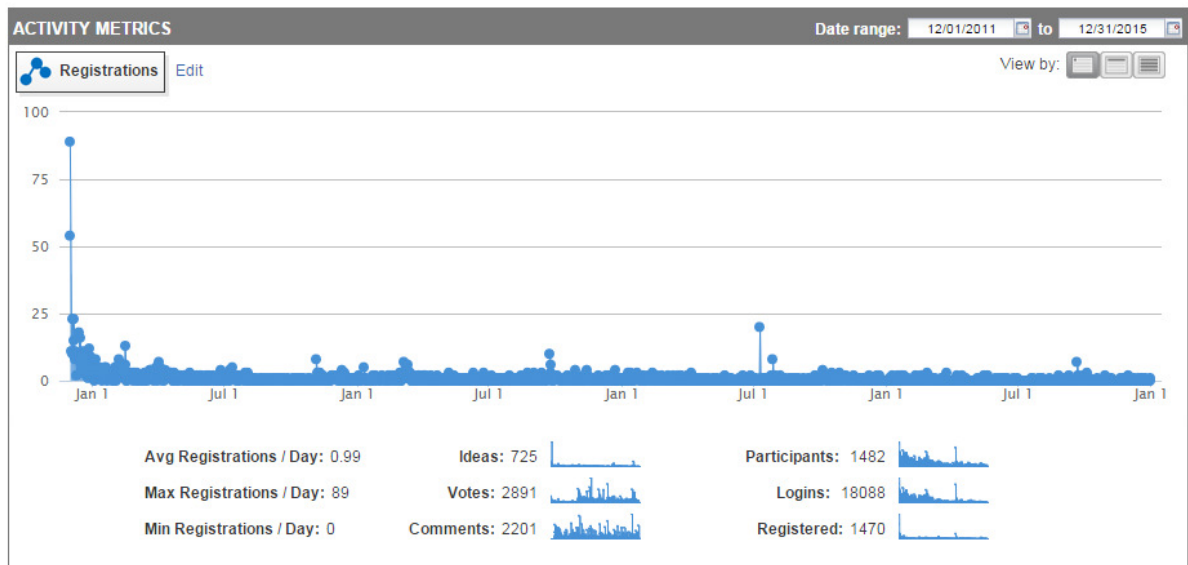 ACTIVITY METRICS Date range: 12/01/2011 to 12/31/2015
Registrations Edit View by:
100
75
50
25
0
Jan 1 Jul 1 Jan 1 Jul 1 Jan 1 Jul 1 Jan 1 Jul 1 Jan 1
Avg Registrations / Day: 0.99 Ideas: 725 Participants: 1482
Max Registrations / Day: 89 Votes: 2891 Logins: 18088
Min Registrations / Day: 0 Comments: 2201 Registered: 1470